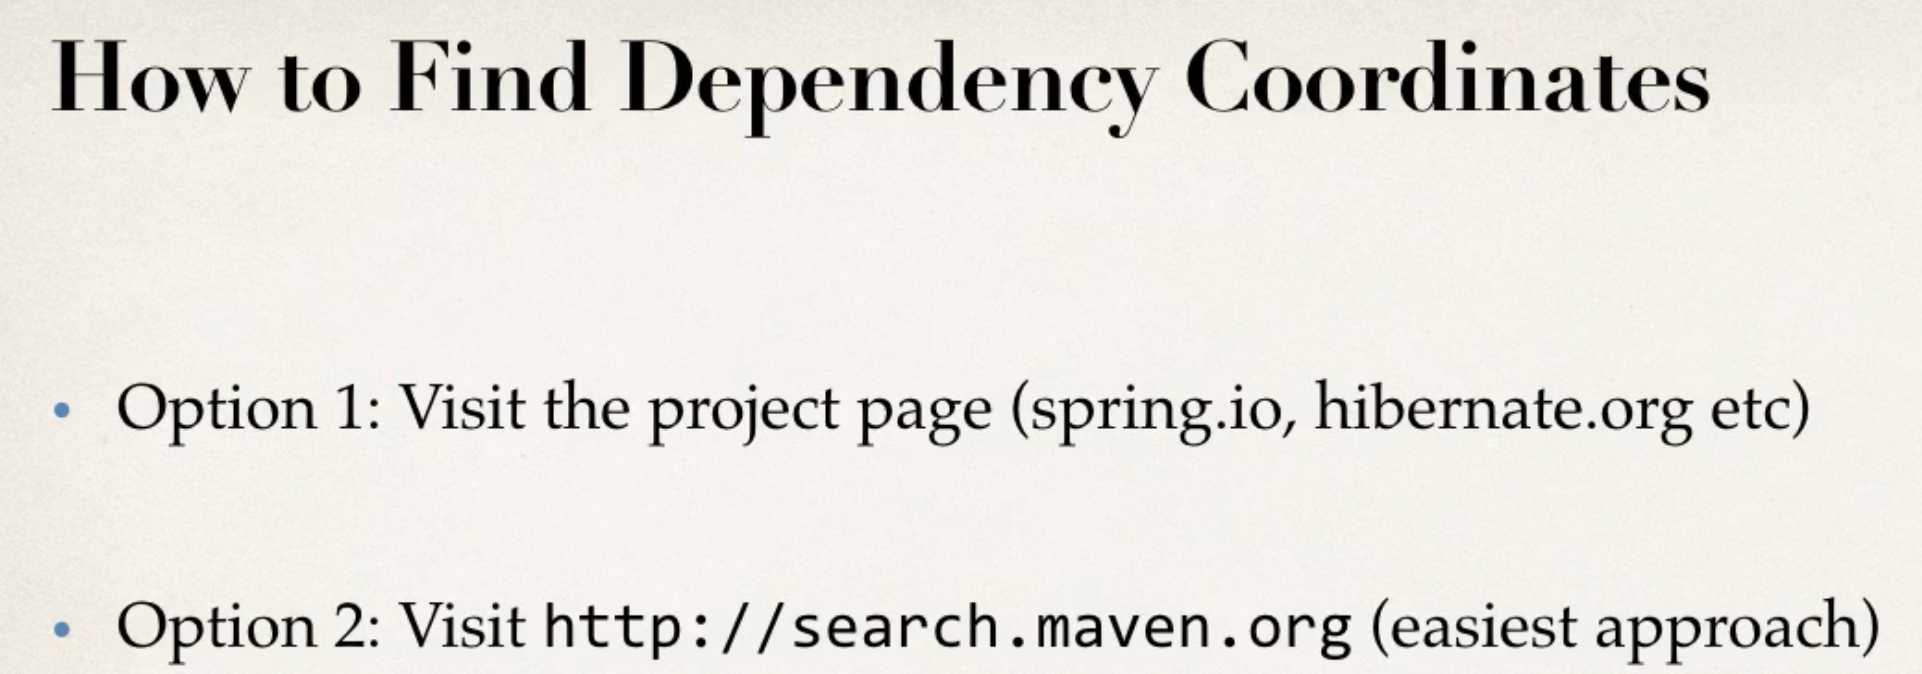 How to Find Dependency Coordinates
• Option 1: Visit the project page (spring.io, hibernate.org etc)
• Option 2: Visit http://search.maven.org (easiest approach)